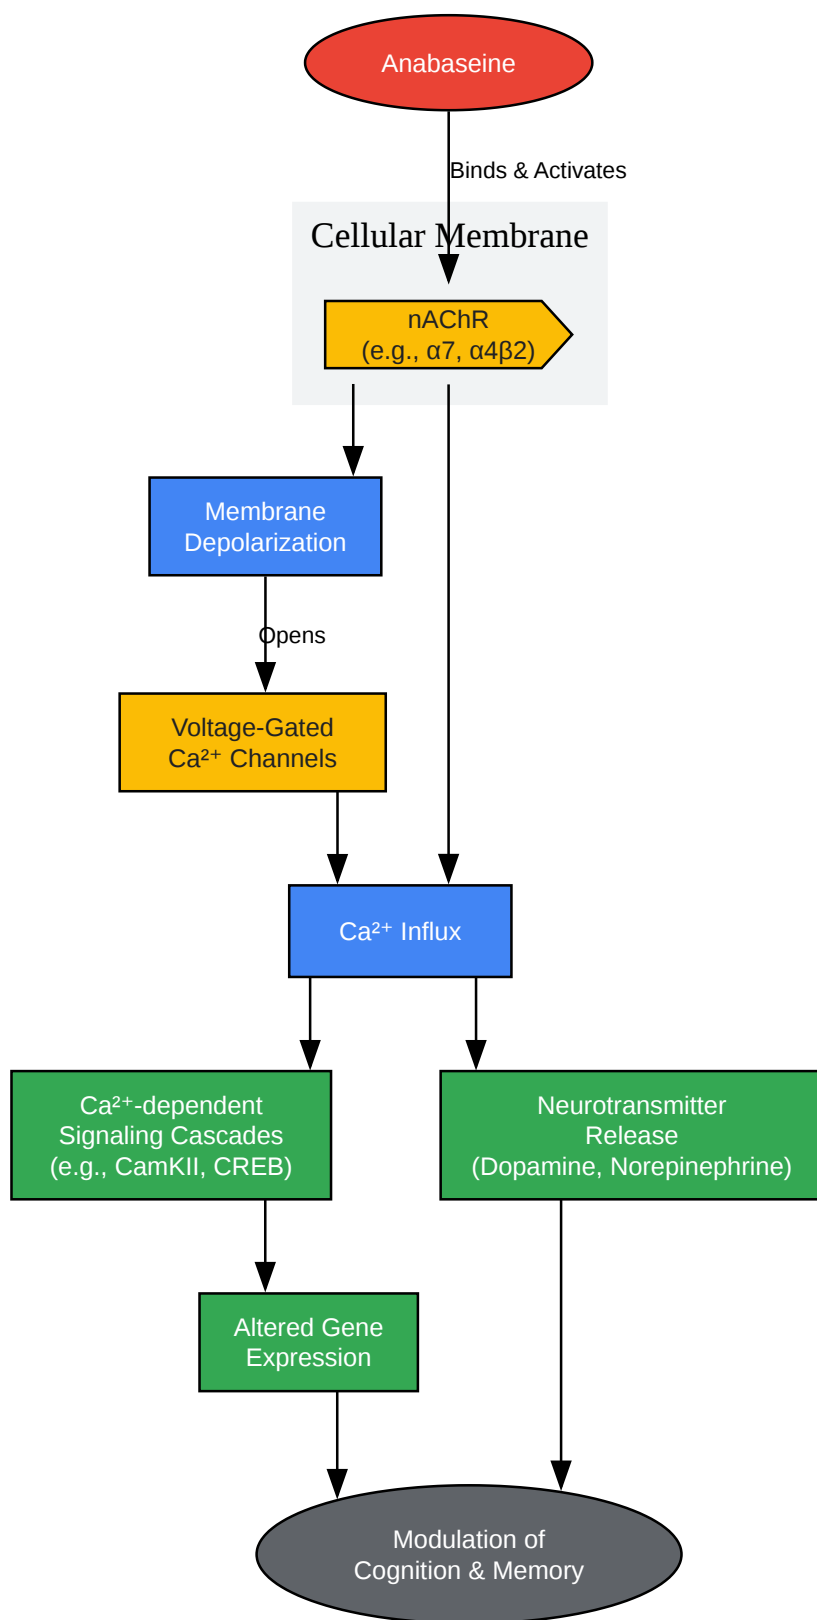 Anabaseine
Binds & Activates
Cellular Membrane
nAChR
(e.g., α7, α4β2)
Membrane
Depolarization
Opens
Voltage-Gated
Ca²⁺ Channels
Ca²⁺ Influx
Ca²⁺-dependent
Signaling Cascades
(e.g., CamKII, CREB)
Neurotransmitter
Release
(Dopamine, Norepinephrine)
Altered Gene
Expression
Modulation of
Cognition & Memory